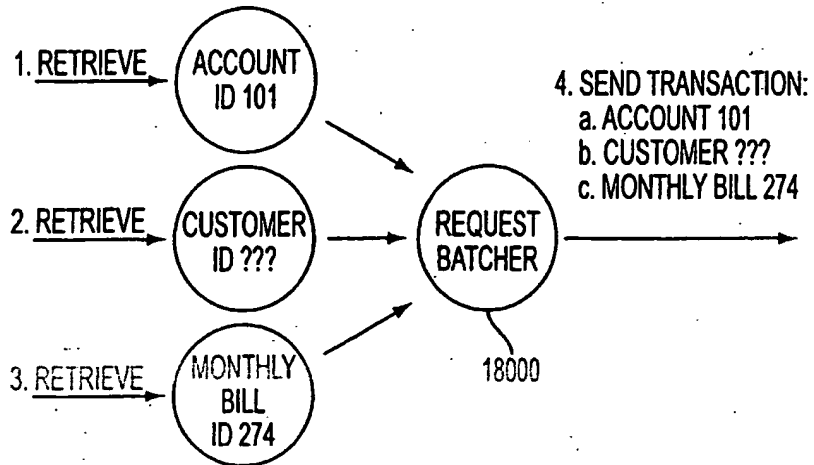 1. RETRIEVE
ACCOUNT
ID 101
2. RETRIEVE
CUSTOMER
ID ???
3. RETRIEVE
MONTHLY
BILL
ID 274
REQUEST
BATCHER
18000
4. SEND TRANSACTION:
a. ACCOUNT 101
b. CUSTOMER ???
c. MONTHLY BILL 274